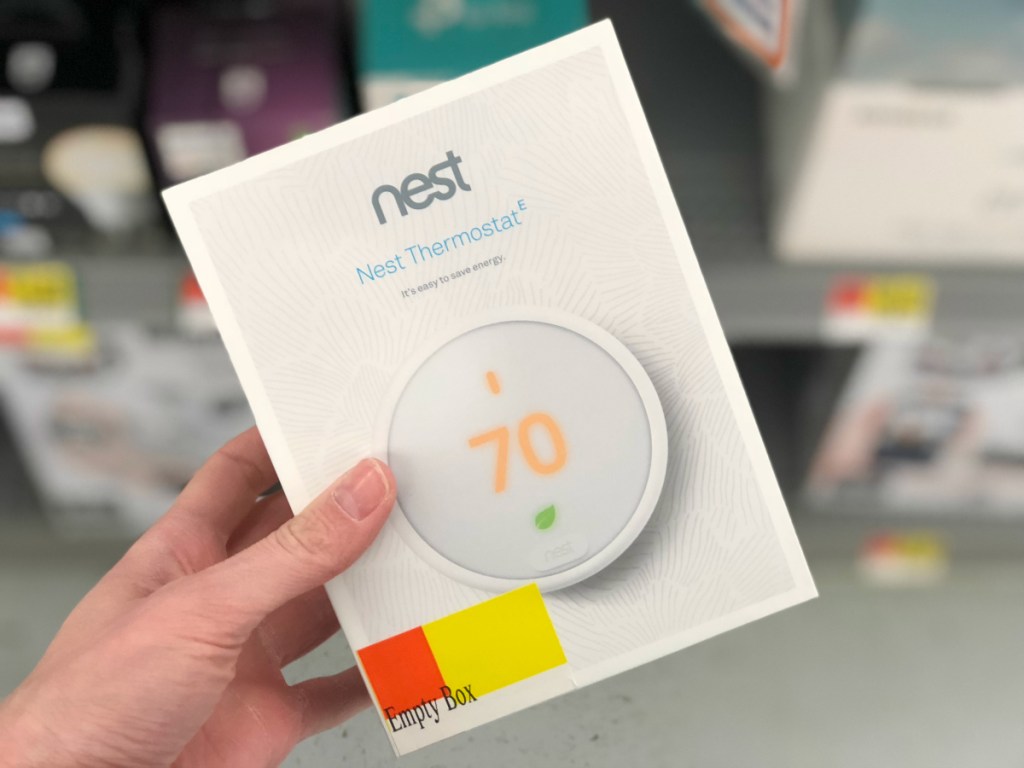 nest
Nest Thermostat E
It's easy to save energy.
70
nest
Empty Box